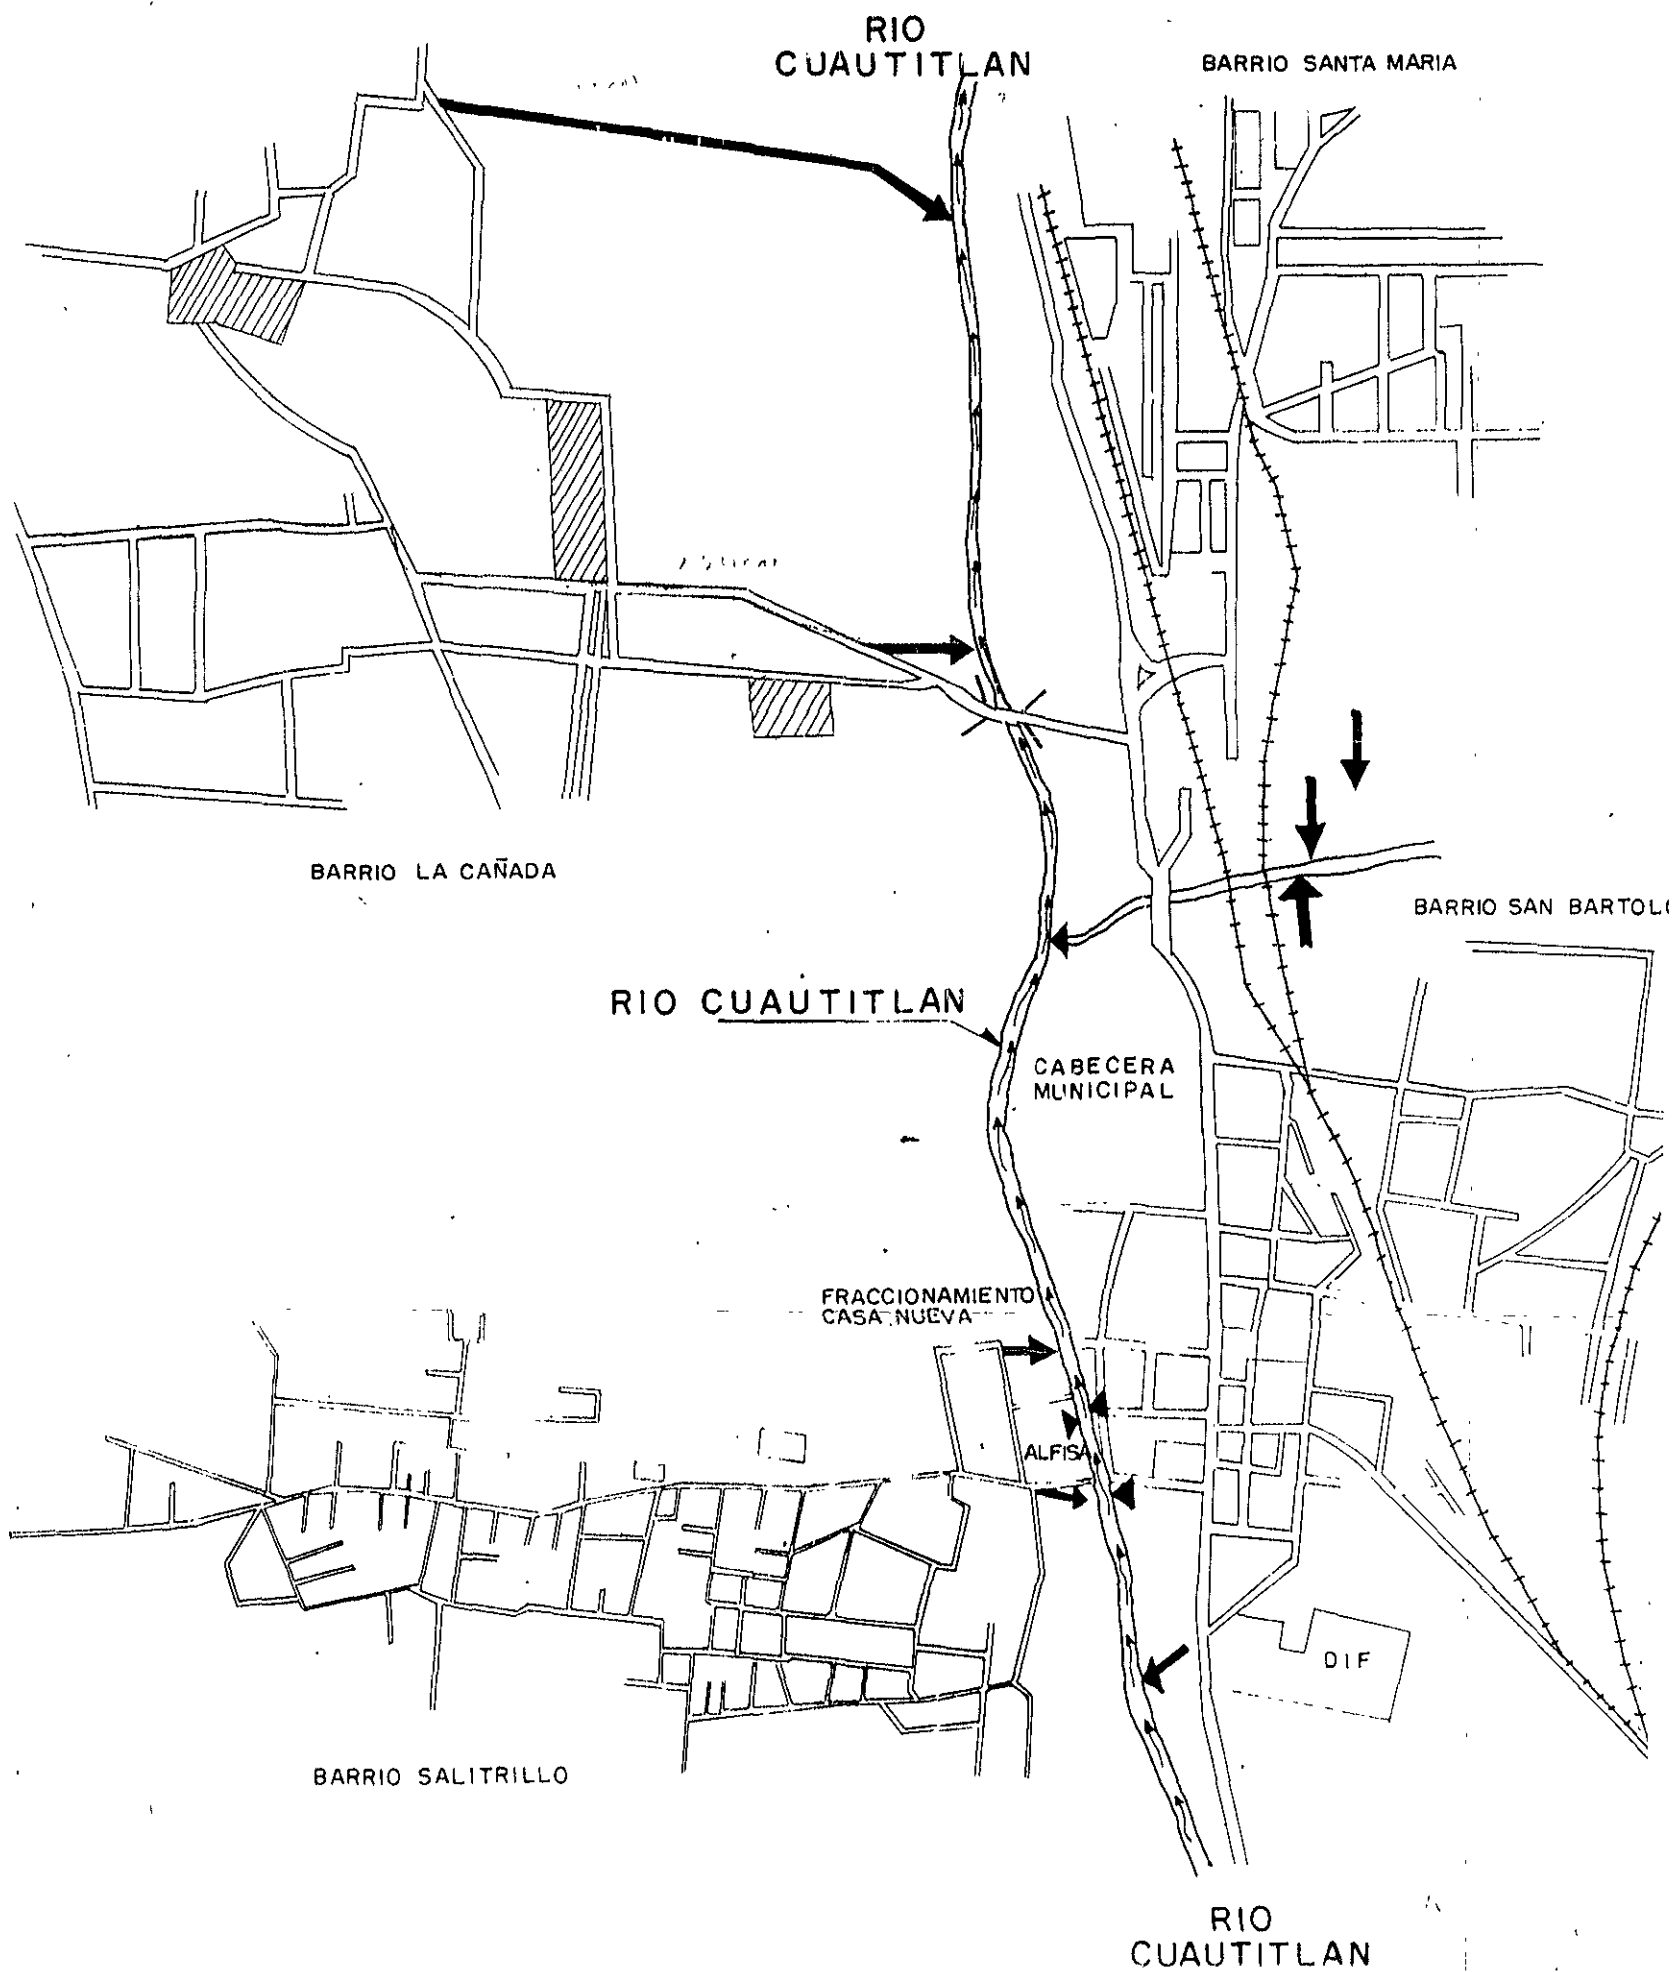 RIO
CUAUTITLAN
BARRIO SANTA MARIA
BARRIO LA CAÑADA
BARRIO SAN BARTOLO
RIO CUAUTITLAN
CABECERA
MUNICIPAL
FRACCIONAMIENTO
CASA NUEVA
ALFISA
DIF
BARRIO SALITRILLO
RIO
CUAUTITLAN